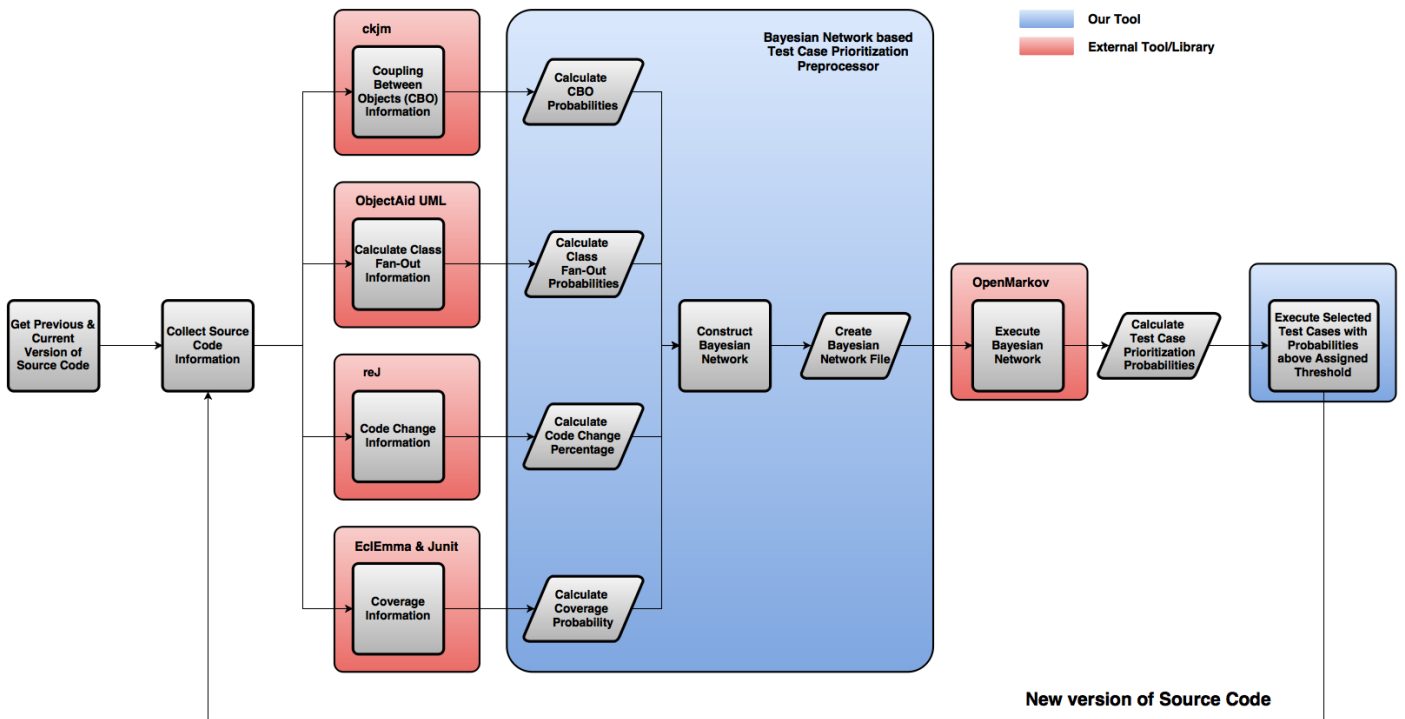 Our Tool
External Tool/Library
ckjm
Coupling
Between
Objects (CBO)
Information
Bayesian Network based
Test Case Prioritization
Preprocessor
Calculate
CBO
Probabilities
ObjectAid UML
Calculate Class
Fan-Out
Information
Calculate
Class
Fan-Out
Probabilities
Get Previous &
Current
Version of
Source Code
Collect Source
Code
Information
Construct
Bayesian
Network
Create
Bayesian
Network File
OpenMarkov
Execute
Bayesian
Network
Calculate
Test Case
Prioritization
Probabilities
Execute Selected
Test Cases with
Probabilities
above Assigned
Threshold
reJ
Code Change
Information
Calculate
Code Change
Percentage
EclEmma & Junit
Coverage
Information
Calculate
Coverage
Probability
New version of Source Code